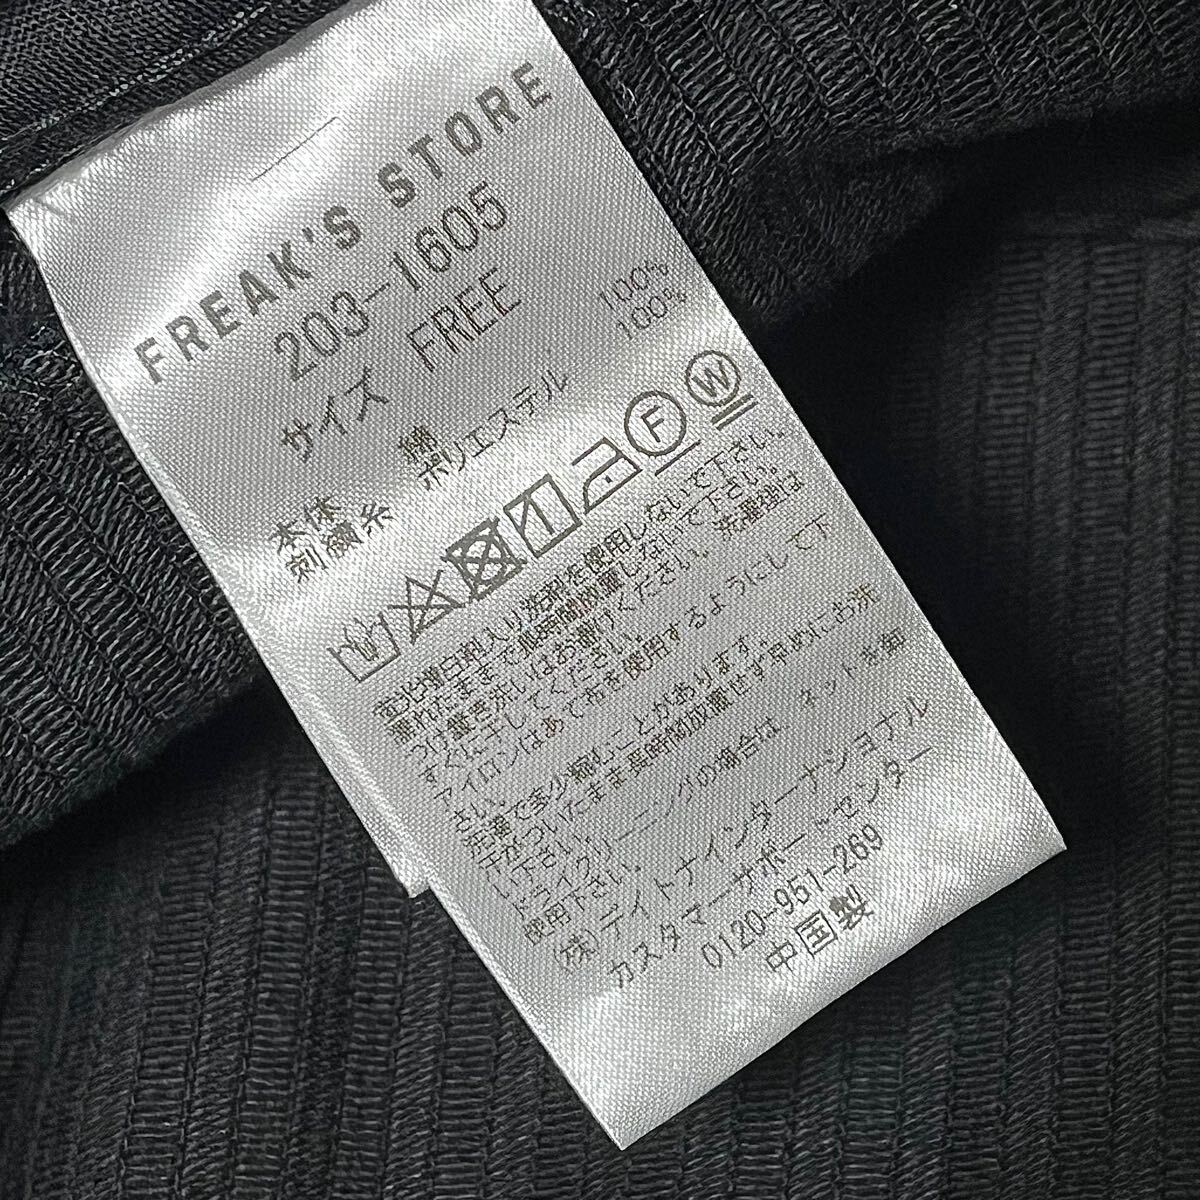 FREAK'S STORE
203-1605
サイズ FREE
本体 綿 100%
刺繍糸 ポリエステル 100%
F W
蛍光増白剤入り洗剤を使用しないで下さい。
濡れたままで長時間放置しないで下さい。
つけ置き洗いはお避けください。洗濯後は
すぐに干してください。
アイロンはあて布を使用するようにして下
さい。
お洗濯で多少縮むことがあります。
汗がついたまま長時間放置せず早めにお洗
い下さい。
ドライクリーニングの場合は ネットを御
使用下さい。
(株)デイトナインターナショナル
カスタマーサポートセンター
0120-951-269
中国製